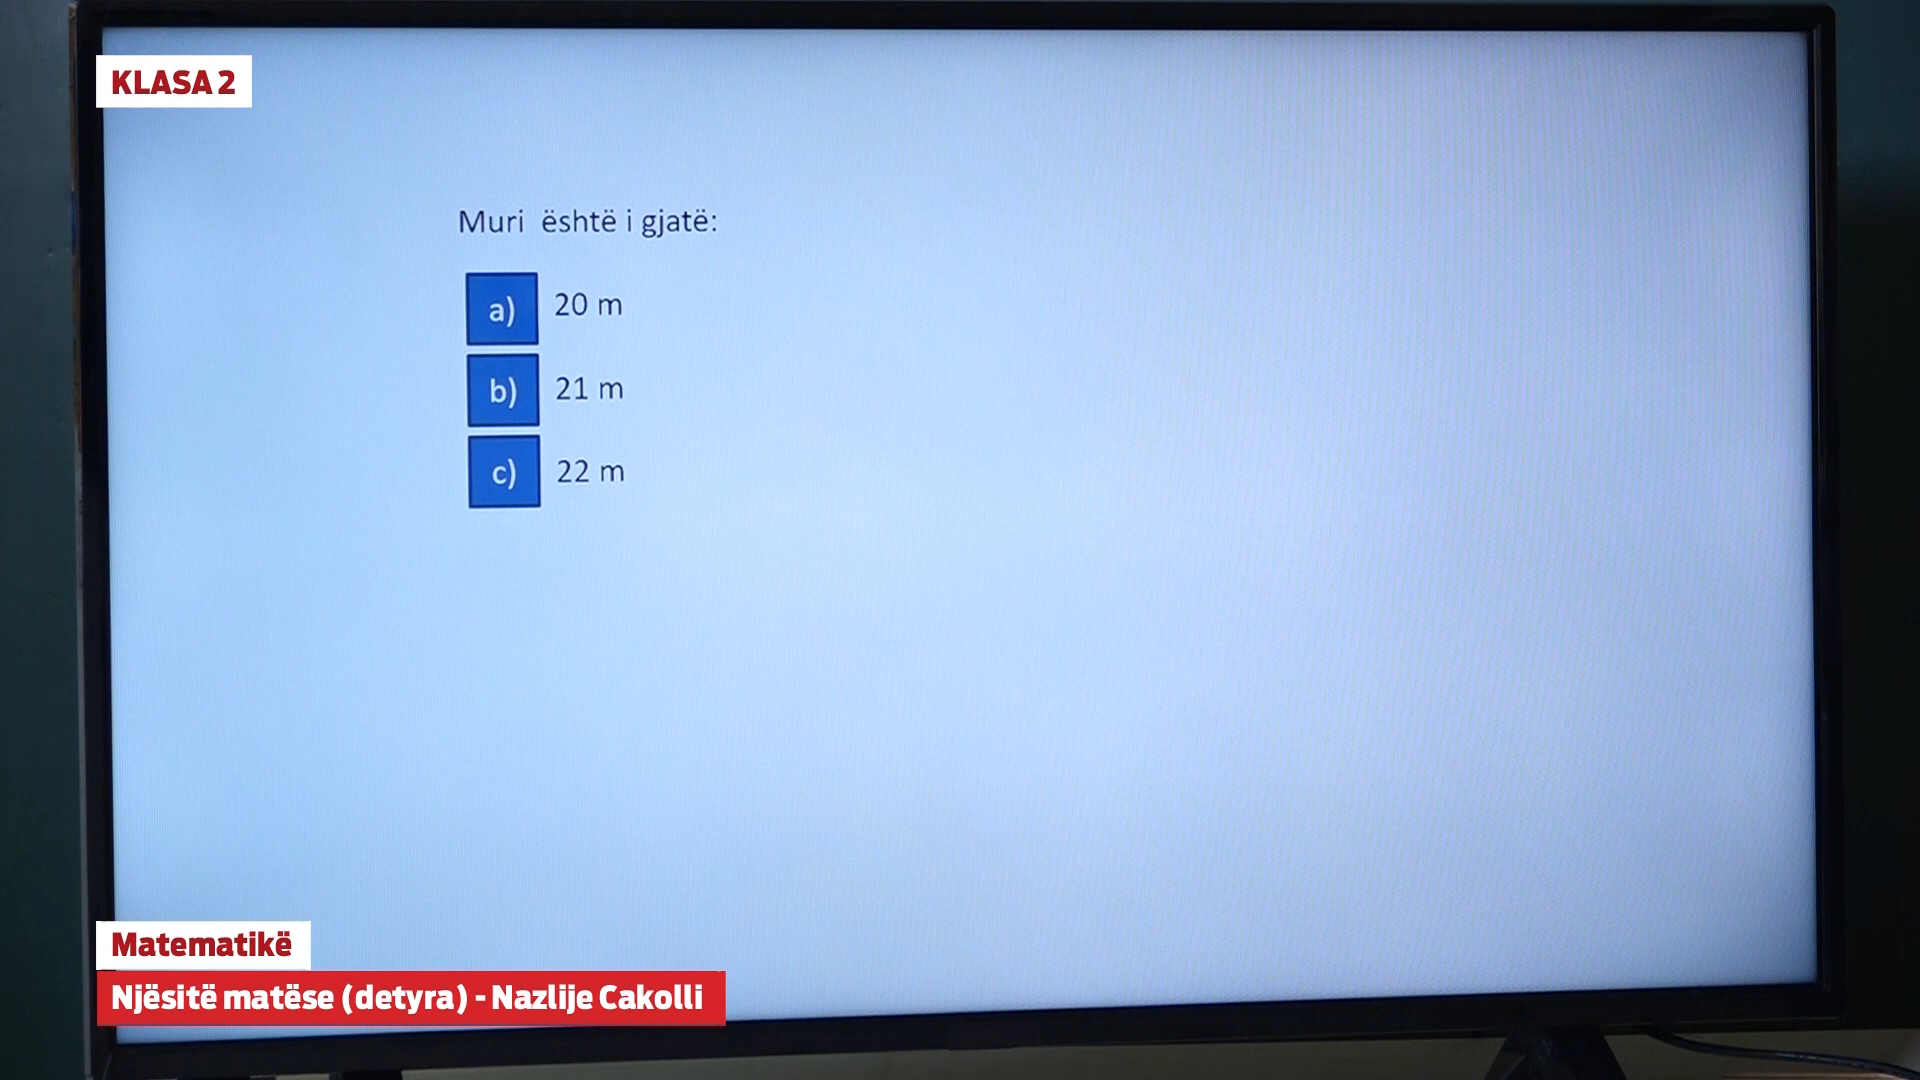 KLASA 2
Muri është i gjatë:
a) 20 m
b) 21 m
c) 22 m
Matematikë
Njësitë matëse (detyra) - Nazlije Cakolli